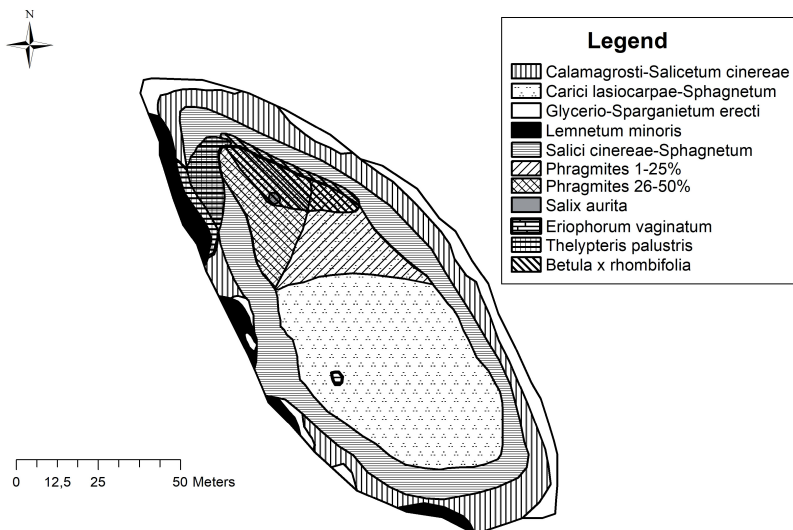 N
Legend
Calamagrosti-Salicetum cinereae
Carici lasiocarpae-Sphagnetum
Glycerio-Sparganietum erecti
Lemnetum minoris
Salici cinereae-Sphagnetum
Phragmites 1-25%
Phragmites 26-50%
Salix aurita
Eriophorum vaginatum
Thelypteris palustris
Betula x rhombifolia
0 12,5 25 50 Meters